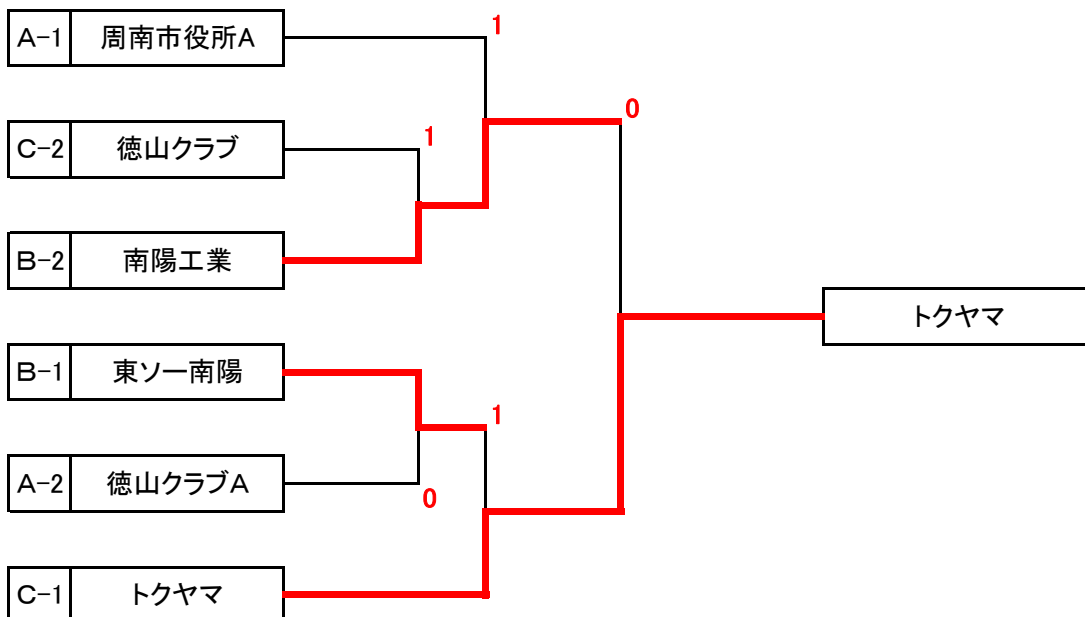 A-1 周南市役所A
1
0
C-2 徳山クラブ
1
B-2 南陽工業
トクヤマ
B-1 東ソー南陽
1
A-2 徳山クラブA
0
C-1 トクヤマ